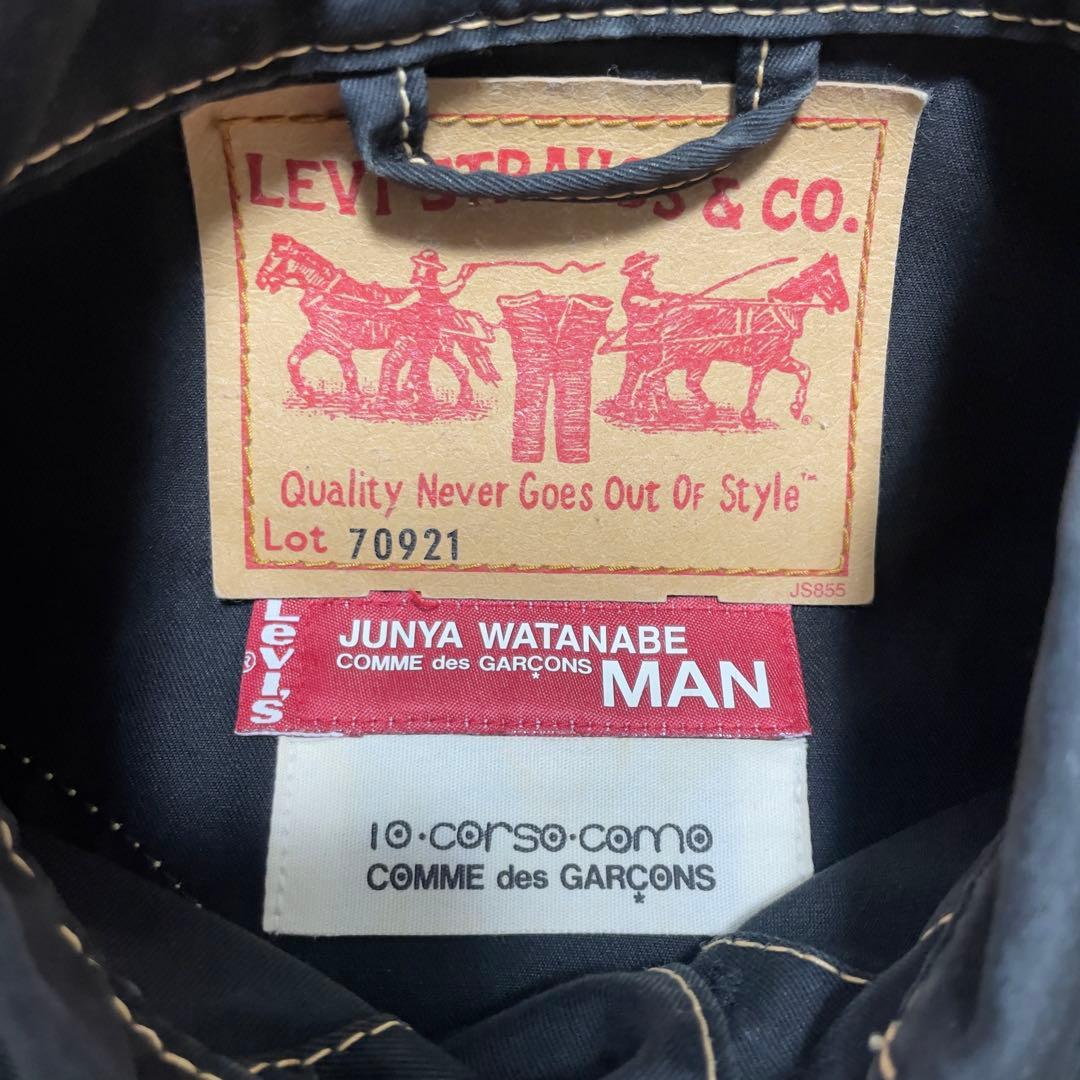 LEVI STRAUSS & CO.
®
Quality Never Goes Out Of Style™
Lot 70921
JS855
Levi's
®
JUNYA WATANABE
COMME des GARÇONS
MAN
10·corso·como
COMME des GARÇONS